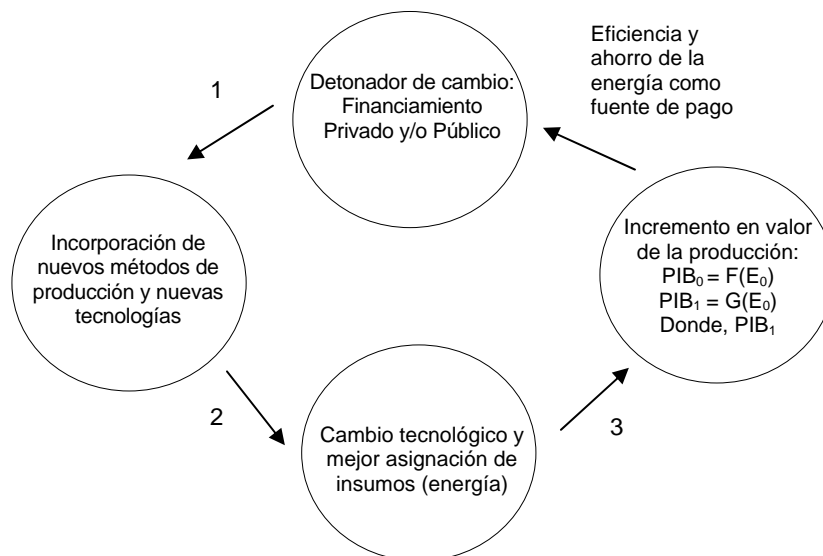 Eficiencia y
ahorro de la
energía como
fuente de pago
1
Detonador de cambio:
Financiamiento
Privado y/o Público
Incorporación de
nuevos métodos de
producción y nuevas
tecnologías
Incremento en valor
de la producción:
PIB₀ = F(E₀)
PIB₁ = G(E₀)
Donde, PIB₁
2
Cambio tecnológico y
mejor asignación de
insumos (energía)
3